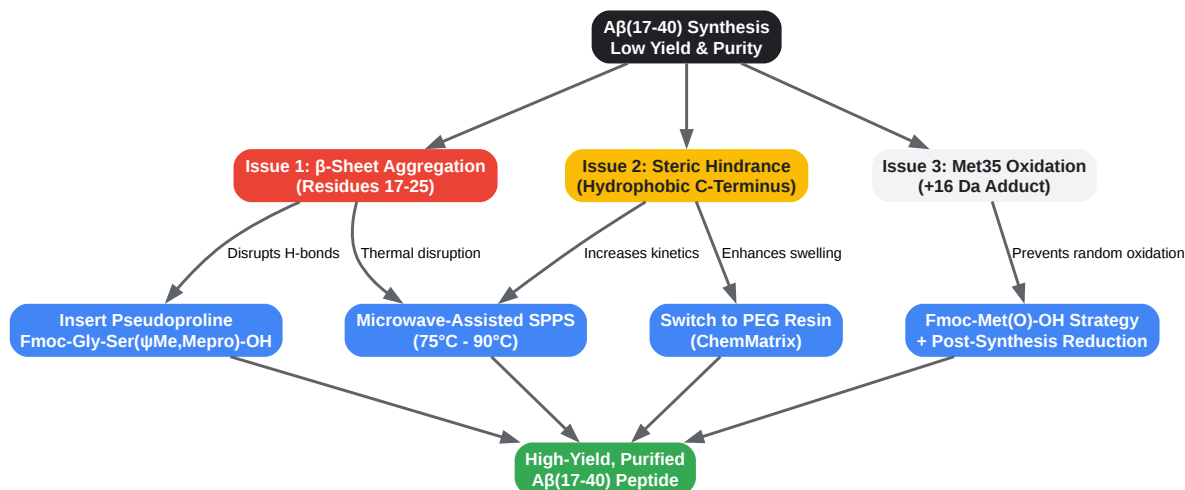 Aβ(17-40) Synthesis
Low Yield & Purity
Issue 1: β-Sheet Aggregation
(Residues 17-25)
Issue 2: Steric Hindrance
(Hydrophobic C-Terminus)
Issue 3: Met35 Oxidation
(+16 Da Adduct)
Disrupts H-bonds
Thermal disruption
Increases kinetics
Enhances swelling
Prevents random oxidation
Insert Pseudoproline
Fmoc-Gly-Ser(ψMe,Mepro)-OH
Microwave-Assisted SPPS
(75°C - 90°C)
Switch to PEG Resin
(ChemMatrix)
Fmoc-Met(O)-OH Strategy
+ Post-Synthesis Reduction
High-Yield, Purified
Aβ(17-40) Peptide